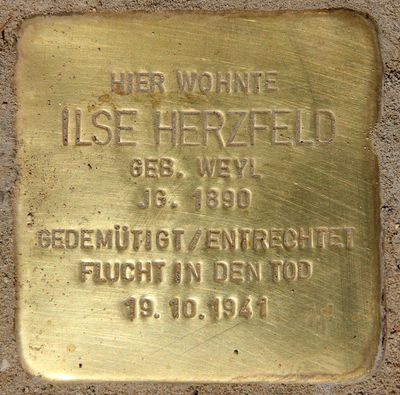 HIER WOHNTE
ILSE HERZFELD
GEB. WEYL
JG. 1890
GEDEMÜTIGT/ENTRECHTET
FLUCHT IN DEN TOD
19.10.1941